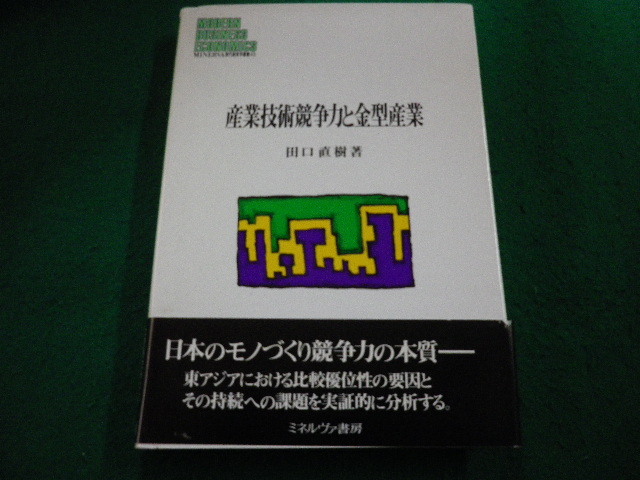 MODERN
BUSINESS
ECONOMICS
産業技術競争力と金型産業
田口直樹著
日本のモノづくり競争力の本質──
東アジアにおける比較優位性の要因と
その持続への課題を実証的に分析する。
ミネルヴァ書房